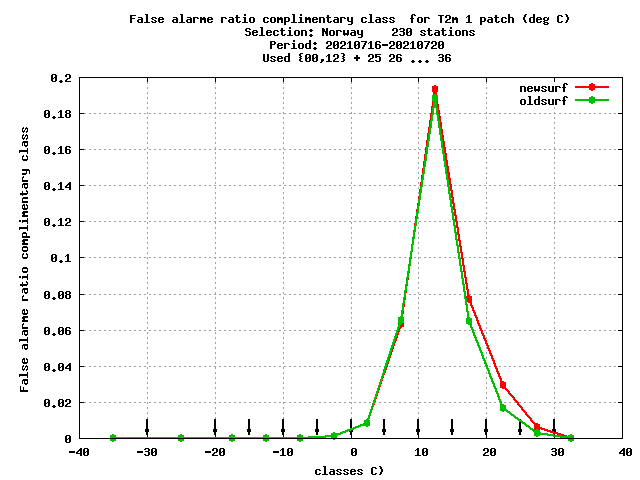 False alarme ratio complimentary class  for T2m 1 patch (deg C)
Selection: Norway    230 stations
Period: 20210716-20210720
Used {00,12} + 25 26 ... 36
newsurf
oldsurf
False alarme ratio complimentary class
0.2
0.18
0.16
0.14
0.12
0.1
0.08
0.06
0.04
0.02
0
-40 -30 -20 -10 0 10 20 30 40
classes C)